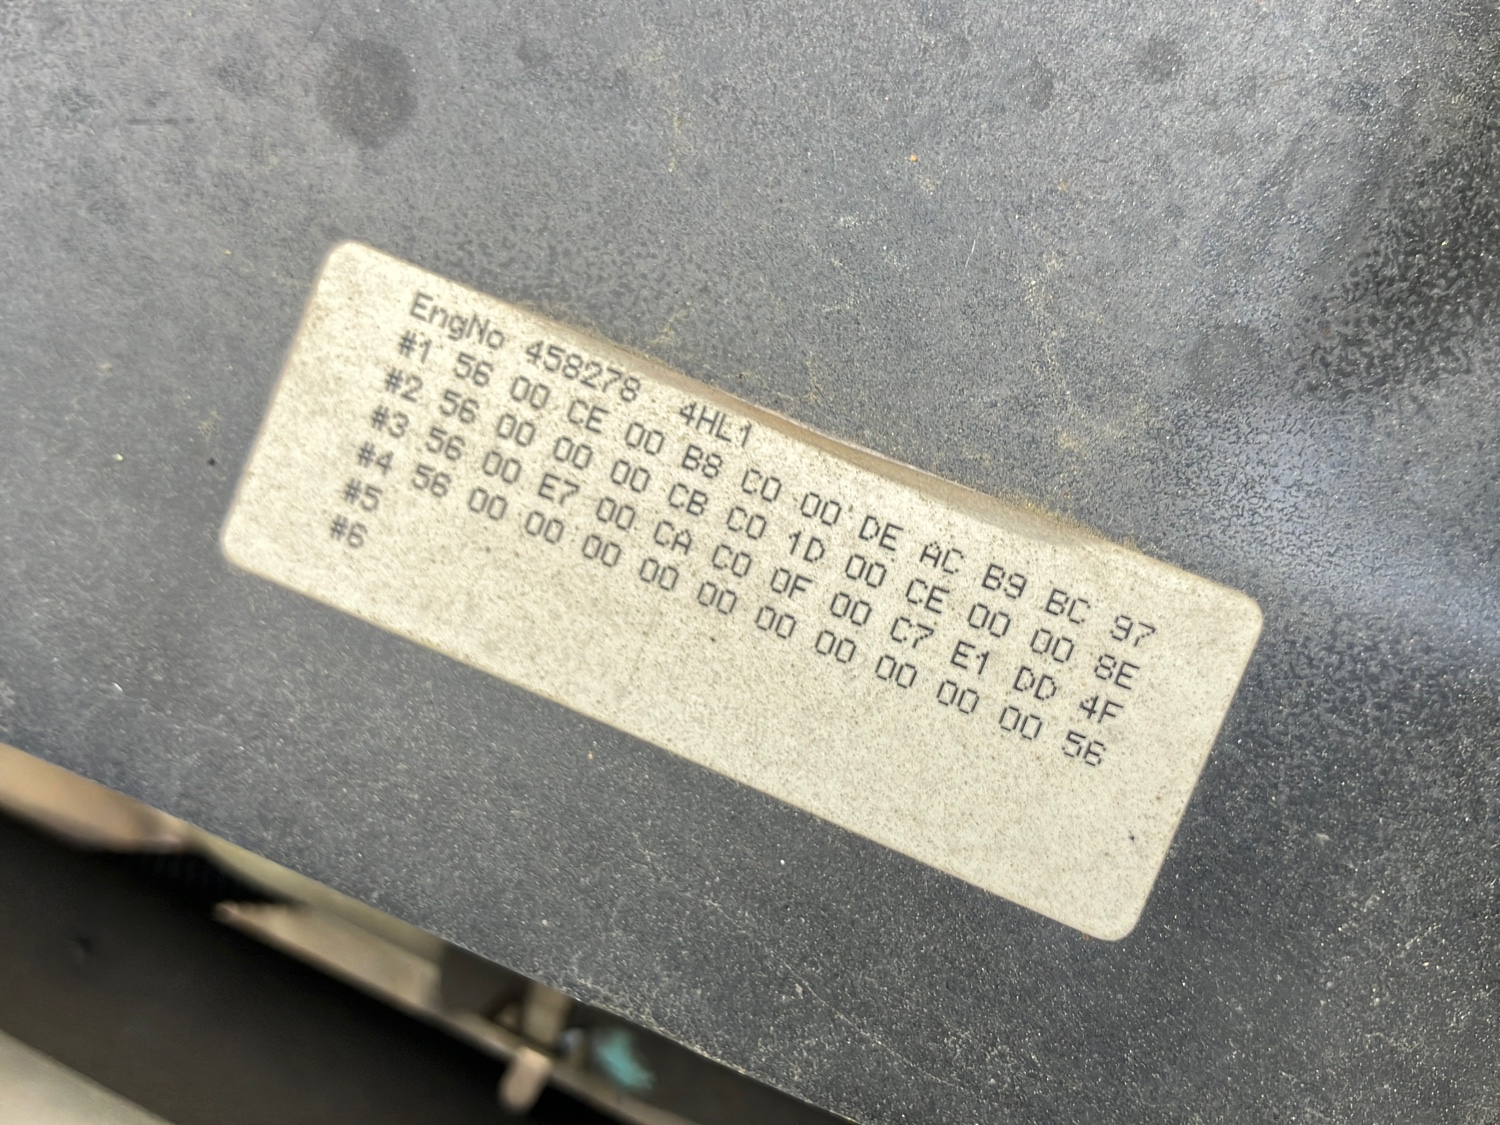 EngNo 458278 4HL1
#1 56 00 CE 00 B8 C0 00 DE AC B9 BC 97
#2 56 00 00 00 CB C0 1D 00 CE 00 00 8E
#3 56 00 E7 00 CA C0 0F 00 C7 E1 DD 4F
#4 56 00 00 00 00 00 00 00 00 00 00 56
#5
#6